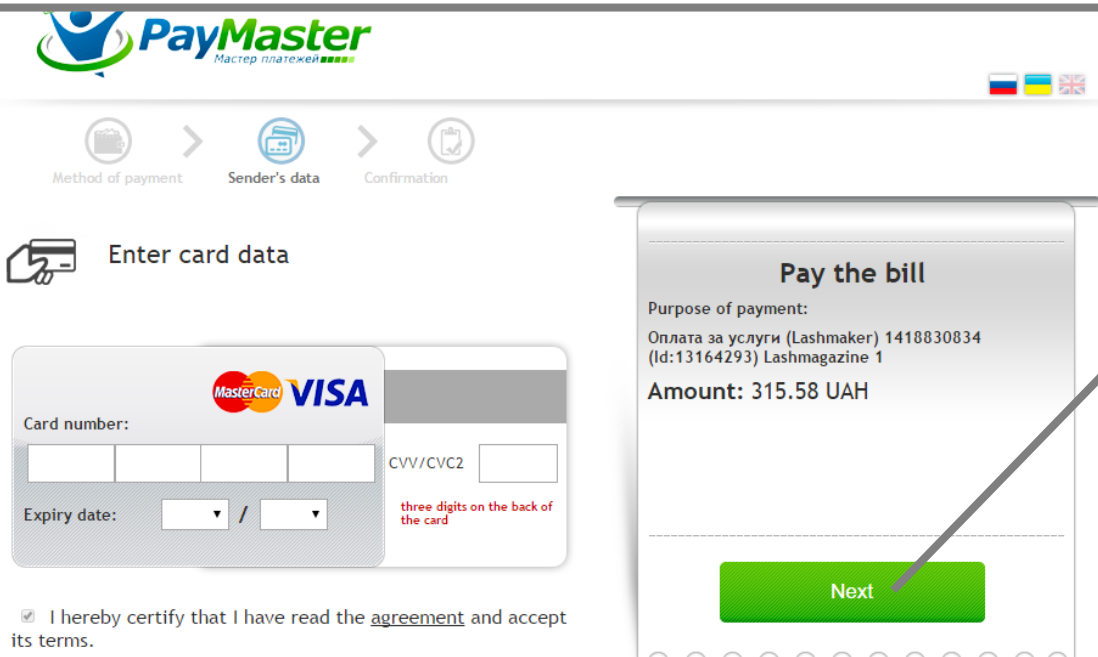 PayMaster
Мастер платежей
Method of payment
Sender's data
Confirmation
Enter card data
MasterCard VISA
Card number:
CVV/CVC2
Expiry date:
/
three digits on the back of
the card
I hereby certify that I have read the agreement and accept
its terms.
Pay the bill
Purpose of payment:
Оплата за услуги (Lashmaker) 1418830834
(Id:13164293) Lashmagazine 1
Amount: 315.58 UAH
Next